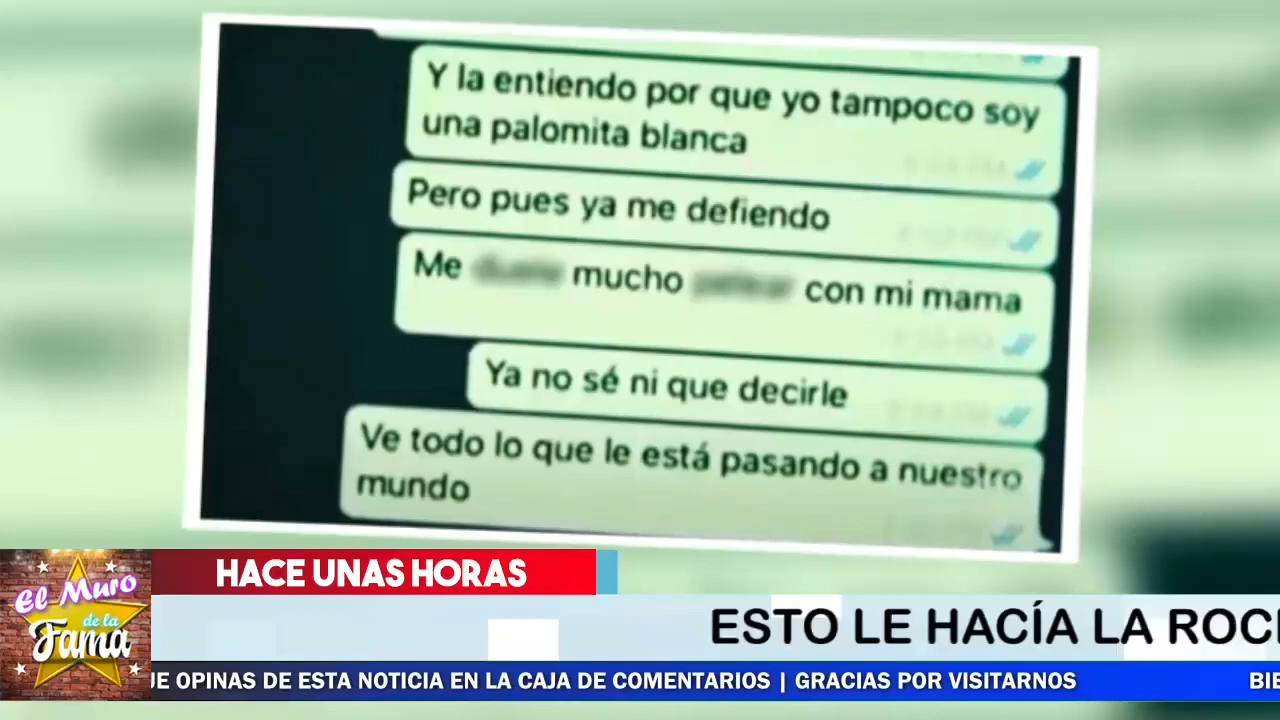 Y la entiendo por que yo tampoco soy
una palomita blanca
Pero pues ya me defiendo
Me mucho con mi mama
Ya no sé ni que decirle
Ve todo lo que le está pasando a nuestro
mundo
HACE UNAS HORAS
El Muro
de la
Fama
ESTO LE HACÍA LA
UE OPINAS DE ESTA NOTICIA EN LA CAJA DE COMENTARIOS | GRACIAS POR VISITARNOS